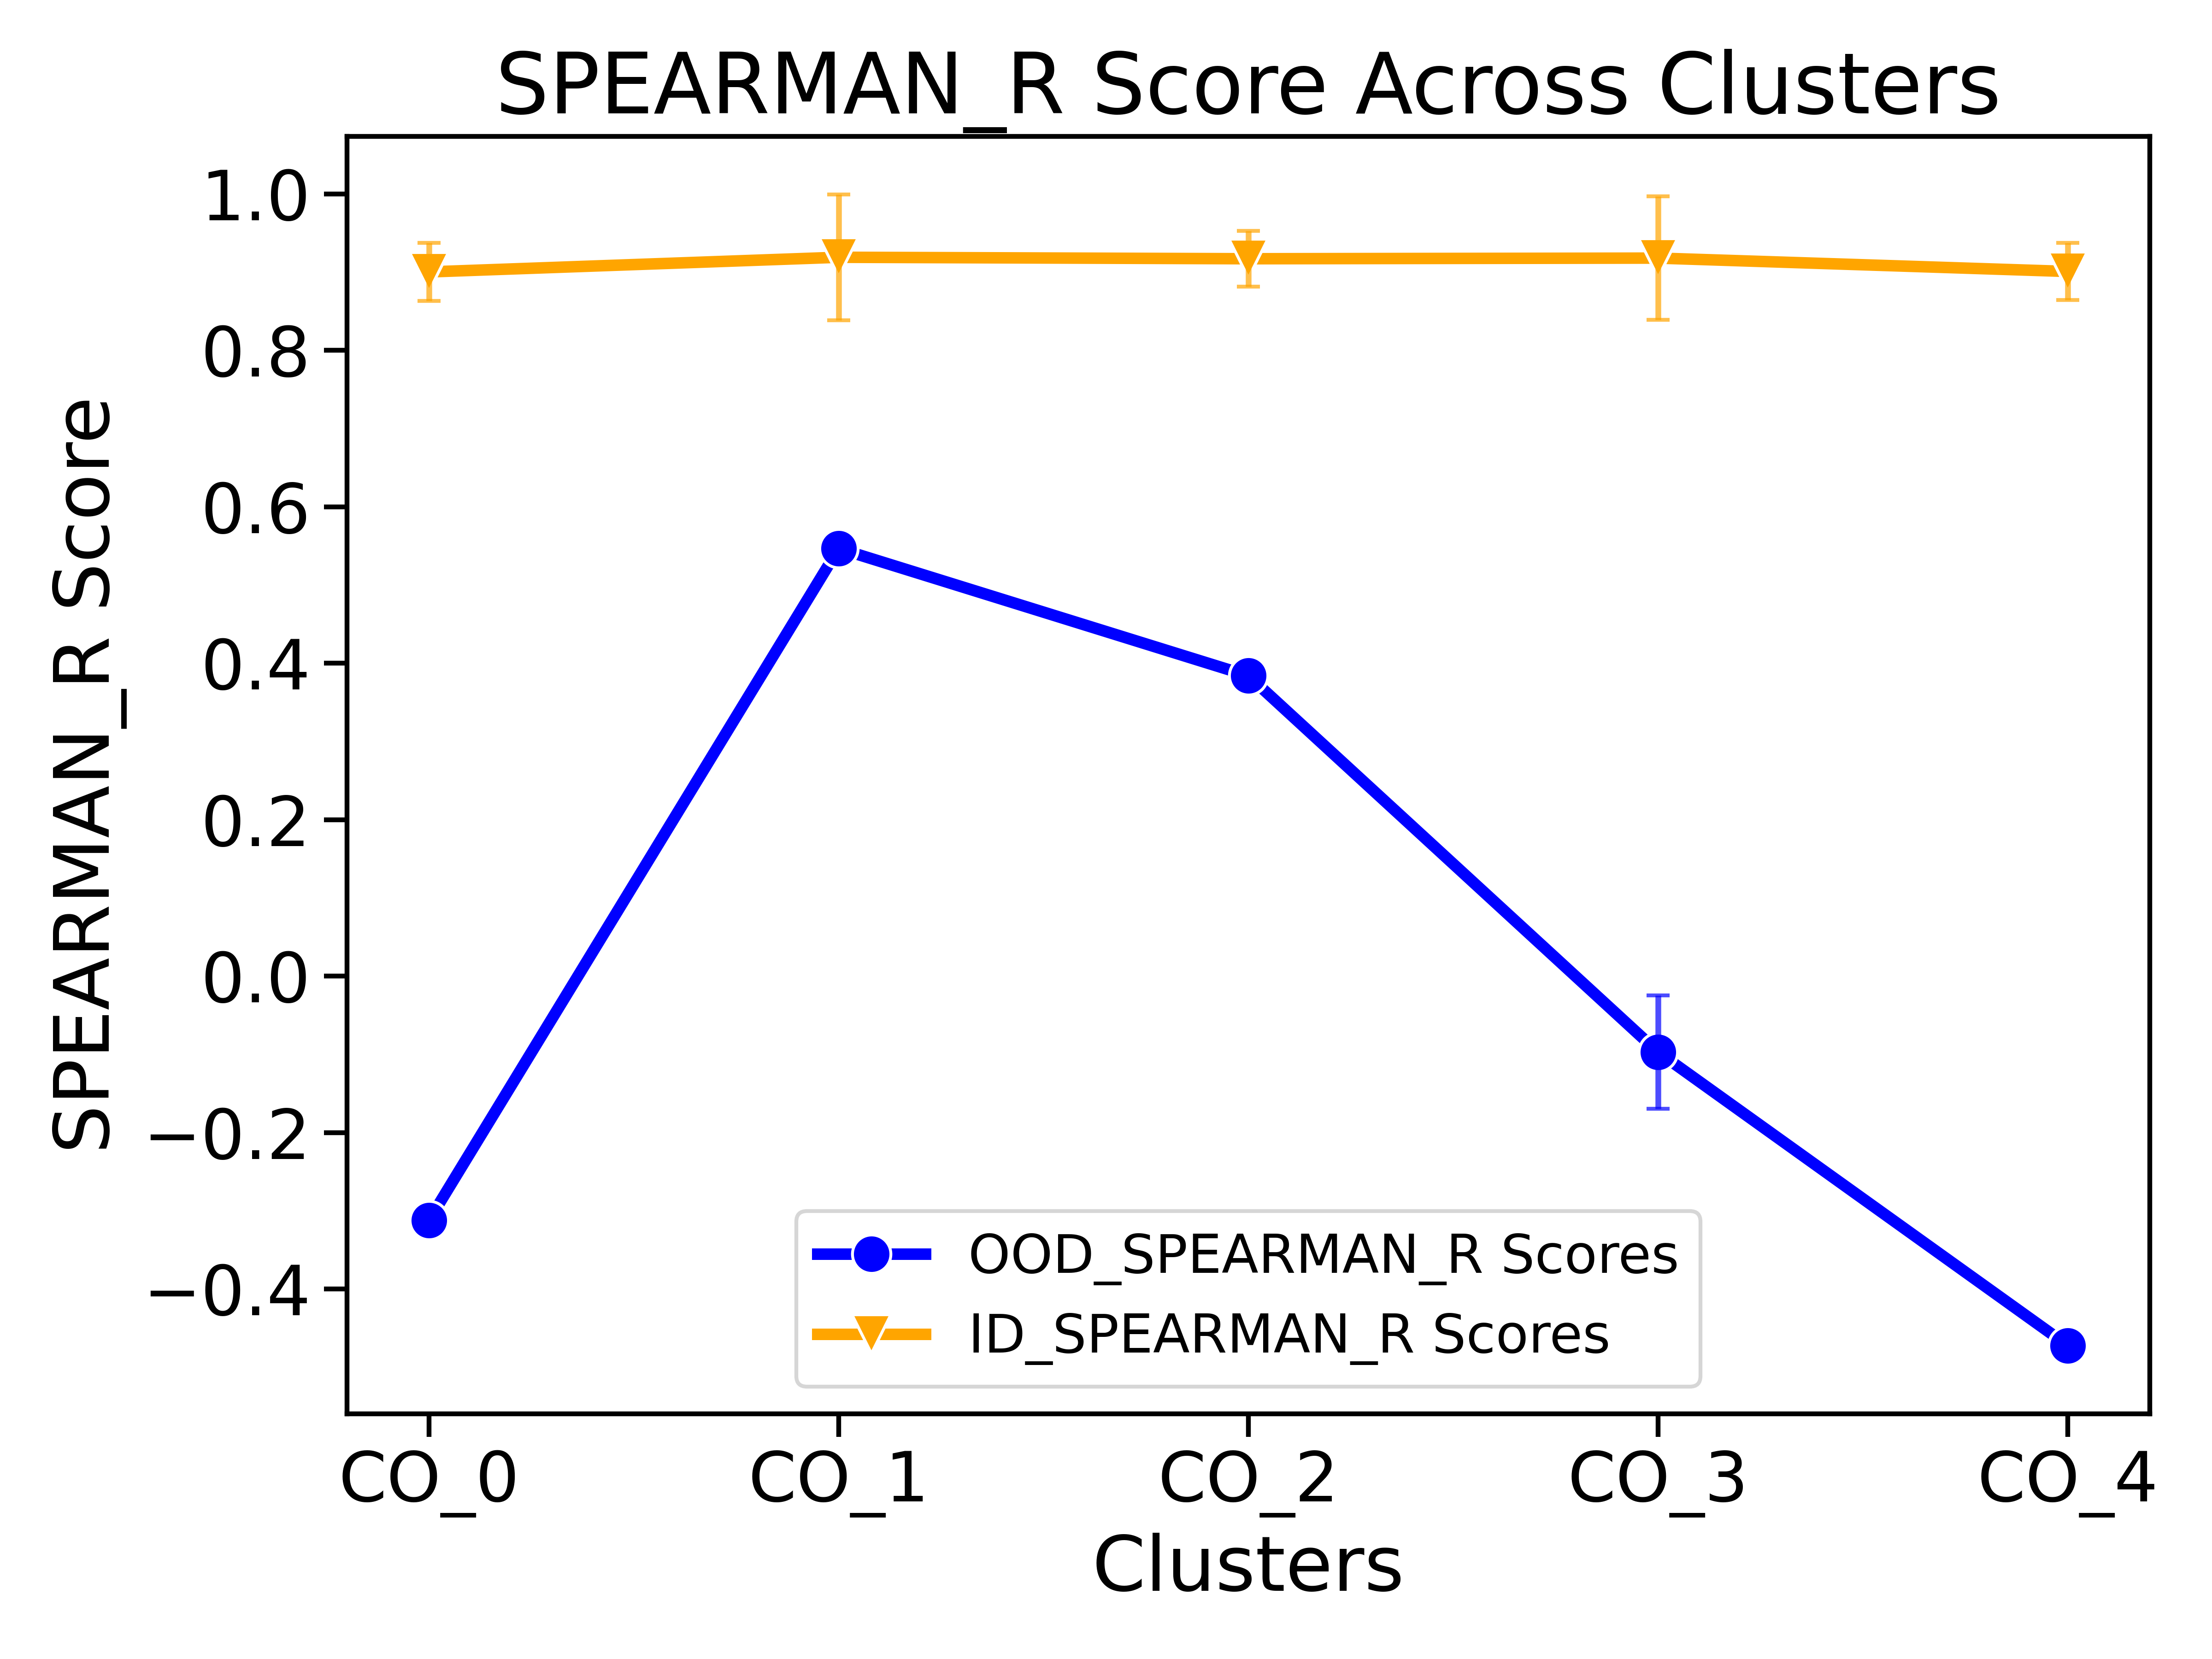 SPEARMAN_R Score Across Clusters
SPEARMAN_R Score
1.0
0.8
0.6
0.4
0.2
0.0
−0.2
−0.4
OOD_SPEARMAN_R Scores
ID_SPEARMAN_R Scores
CO_0 CO_1 CO_2 CO_3 CO_4
Clusters